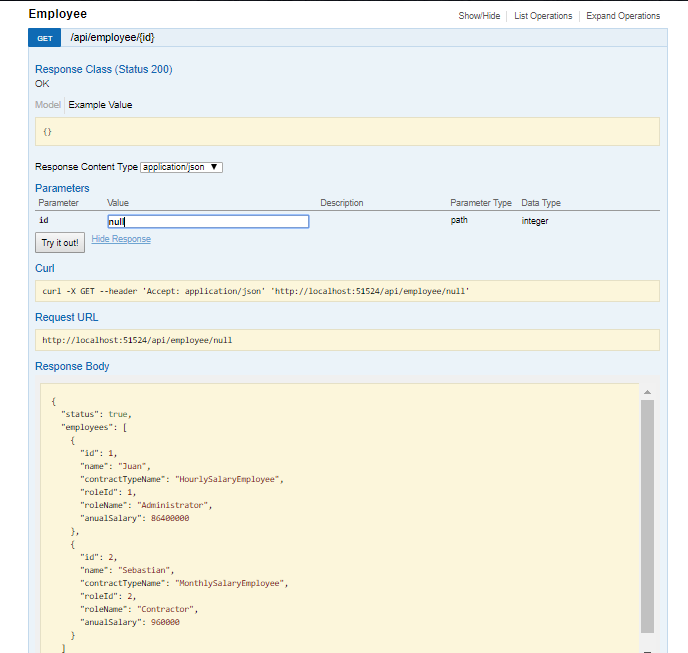 Employee
Show/Hide List Operations Expand Operations
GET /api/employee/{id}
Response Class (Status 200)
OK
Model Example Value
{}
Response Content Type application/json ▼
Parameters
Parameter Value Description Parameter Type Data Type
id null path integer
Try it out! Hide Response
Curl
curl -X GET --header 'Accept: application/json' 'http://localhost:51524/api/employee/null'
Request URL
http://localhost:51524/api/employee/null
Response Body
{
  "status": true,
  "employees": [
    {
      "id": 1,
      "name": "Juan",
      "contractTypeName": "HourlySalaryEmployee",
      "roleId": 1,
      "roleName": "Administrator",
      "anualSalary": 86400000
    },
    {
      "id": 2,
      "name": "Sebastian",
      "contractTypeName": "MonthlySalaryEmployee",
      "roleId": 2,
      "roleName": "Contractor",
      "anualSalary": 960000
    }
  ]